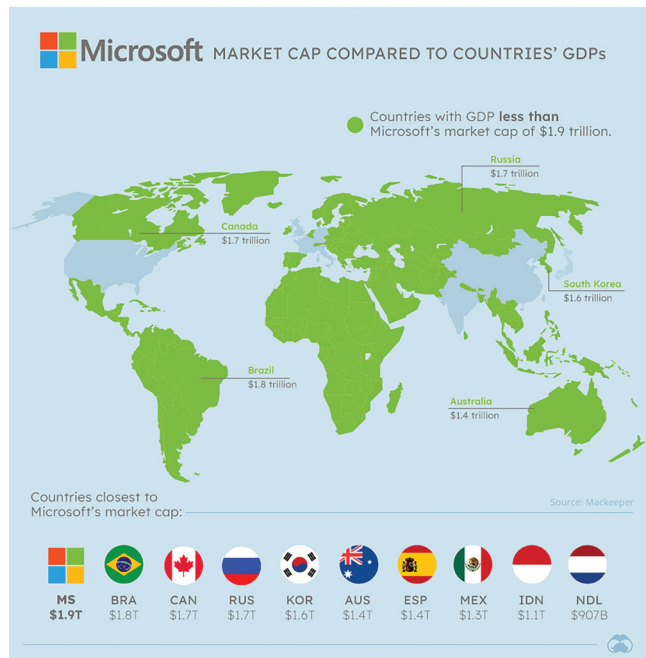 Microsoft MARKET CAP COMPARED TO COUNTRIES' GDPs
Countries with GDP less than
Microsoft's market cap of $1.9 trillion.
Russia
$1.7 trillion
Canada
$1.7 trillion
South Korea
$1.6 trillion
Brazil
$1.8 trillion
Australia
$1.4 trillion
Countries closest to
Microsoft's market cap:
Source: Mackeeper
MS BRA CAN RUS KOR AUS ESP MEX IDN NDL
$1.9T $1.8T $1.7T $1.7T $1.6T $1.4T $1.4T $1.3T $1.1T $907B